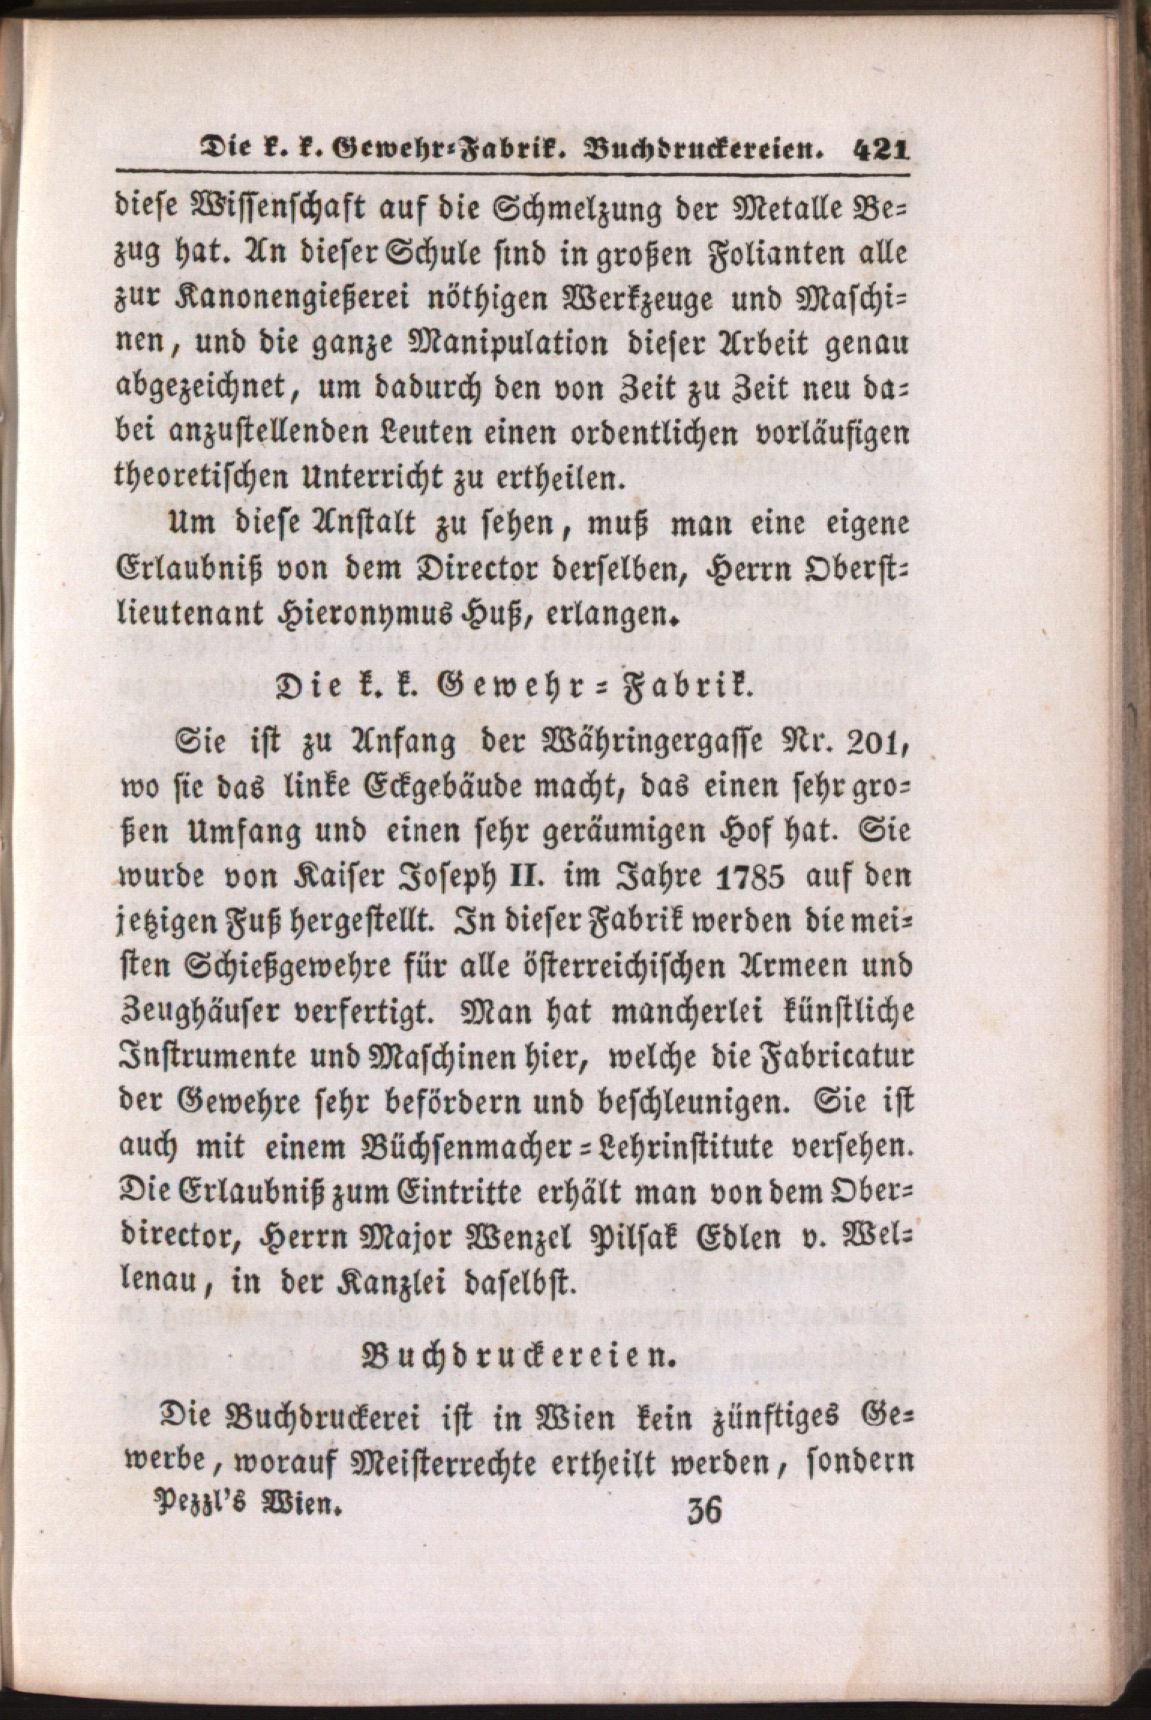 Die k. k. Gewehr-Fabrik. Buchdruckereien. 421
diese Wissenschaft auf die Schmelzung der Metalle Be-
zug hat. An dieser Schule sind in großen Folianten alle
zur Kanonengießerei nöthigen Werkzeuge und Maschi-
nen, und die ganze Manipulation dieser Arbeit genau
abgezeichnet, um dadurch den von Zeit zu Zeit neu da-
bei anzustellenden Leuten einen ordentlichen vorläufigen
theoretischen Unterricht zu ertheilen.
Um diese Anstalt zu sehen, muß man eine eigene
Erlaubniß von dem Director derselben, Herrn Oberst-
lieutenant Hieronymus Huß, erlangen.
Die k. k. Gewehr-Fabrik.
Sie ist zu Anfang der Währingergasse Nr. 201,
wo sie das linke Eckgebäude macht, das einen sehr gro-
ßen Umfang und einen sehr geräumigen Hof hat. Sie
wurde von Kaiser Joseph II. im Jahre 1785 auf den
jetzigen Fuß hergestellt. In dieser Fabrik werden die mei-
sten Schießgewehre für alle österreichischen Armeen und
Zeughäuser verfertigt. Man hat mancherlei künstliche
Instrumente und Maschinen hier, welche die Fabricatur
der Gewehre sehr befördern und beschleunigen. Sie ist
auch mit einem Büchsenmacher-Lehrinstitute versehen.
Die Erlaubniß zum Eintritte erhält man von dem Ober-
director, Herrn Major Wenzel Pilsak Edlen v. Wel-
lenau, in der Kanzlei daselbst.
Buchdruckereien.
Die Buchdruckerei ist in Wien kein zünftiges Ge-
werbe, worauf Meisterrechte ertheilt werden, sondern
Pezzl's Wien. 36